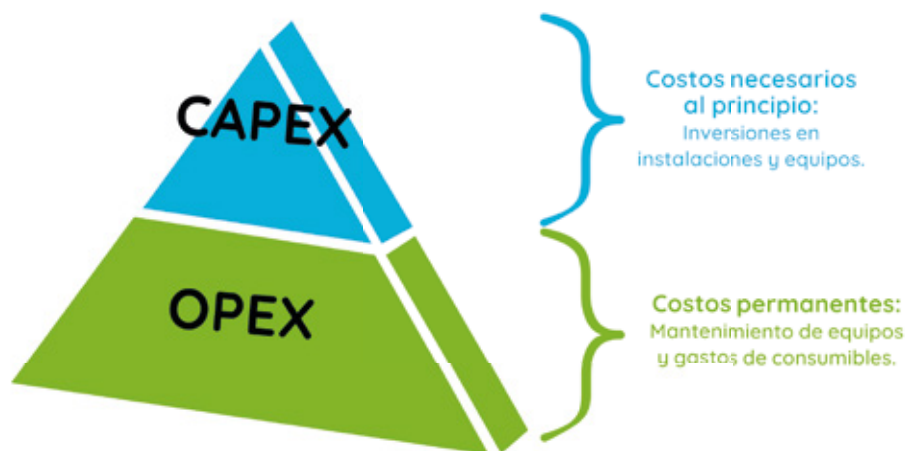 CAPEX
Costos necesarios
al principio:
Inversiones en
instalaciones y equipos.
OPEX
Costos permanentes:
Mantenimiento de equipos
y gastos de consumibles.